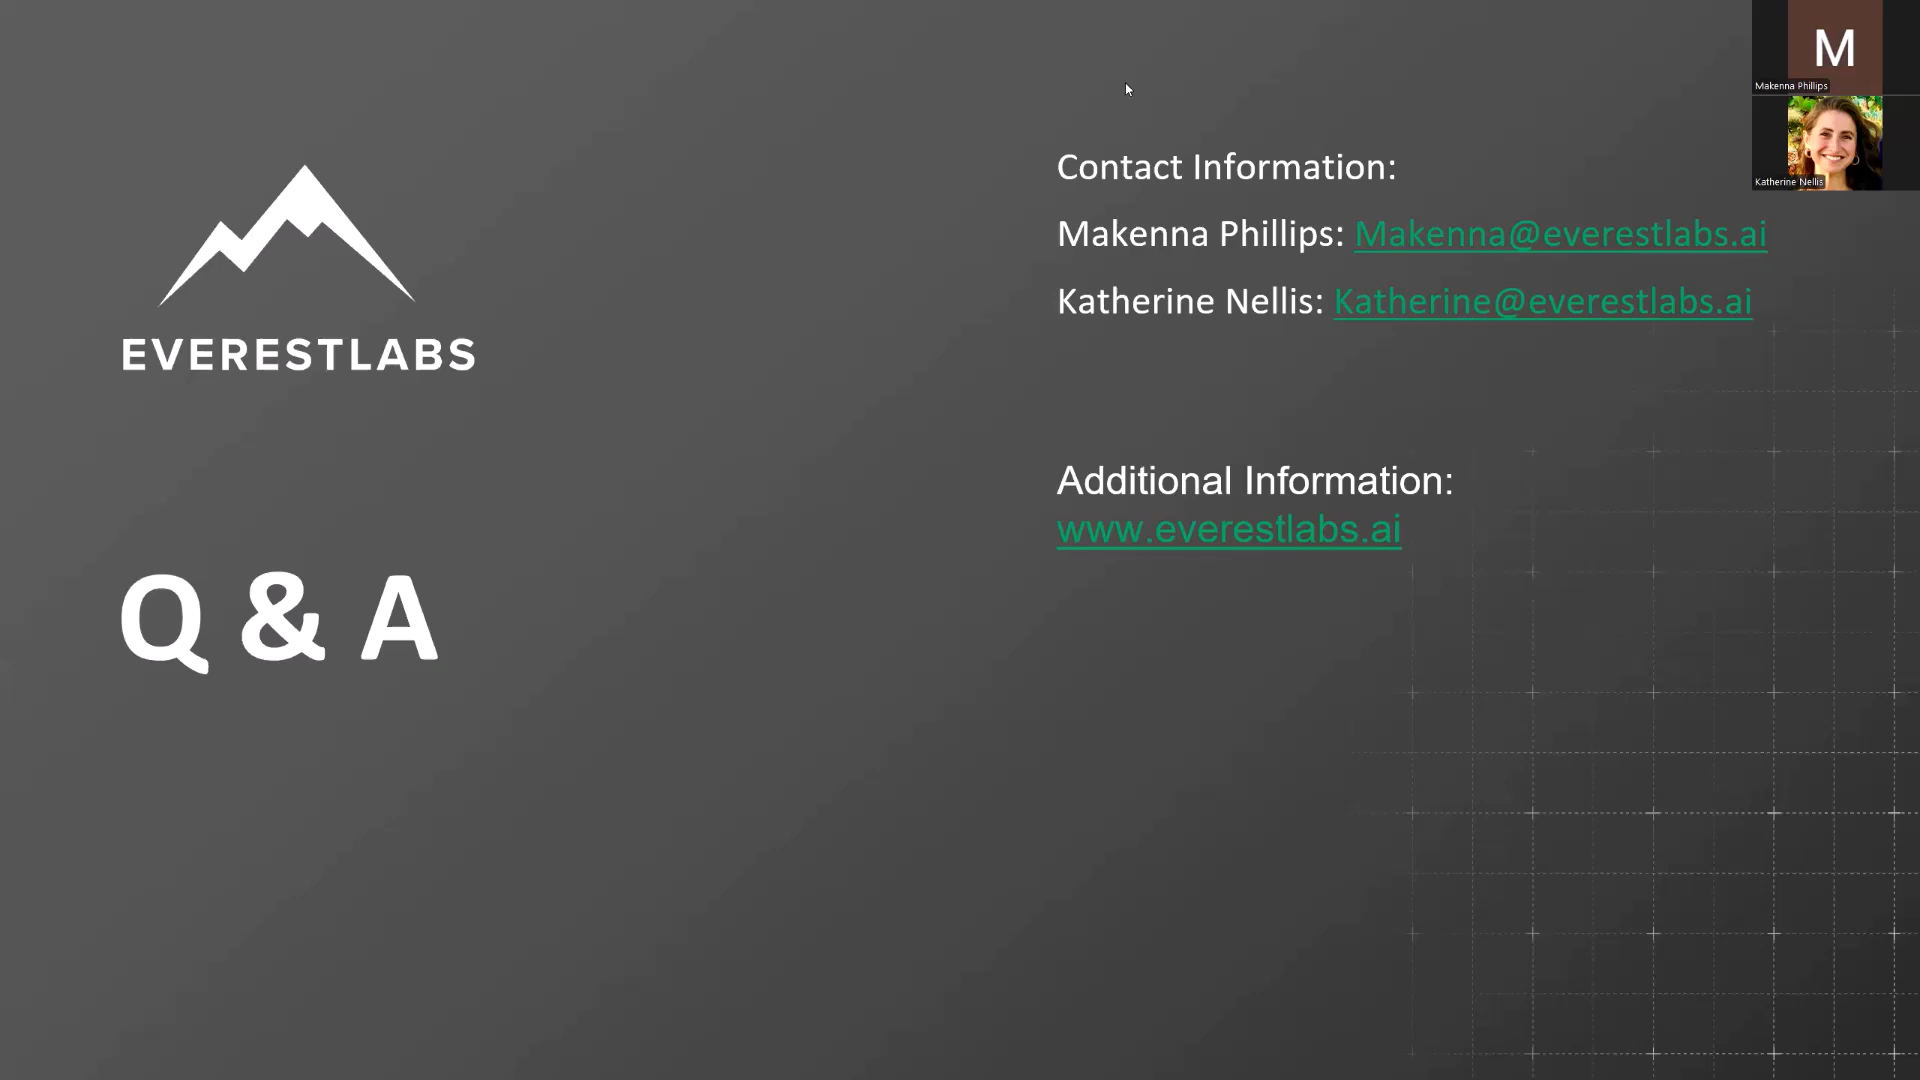 EVERESTLABS
Q & A
Contact Information:
Makenna Phillips: Makenna@everestlabs.ai
Katherine Nellis: Katherine@everestlabs.ai
Additional Information:
www.everestlabs.ai
M
Makenna Phillips
Katherine Nellis